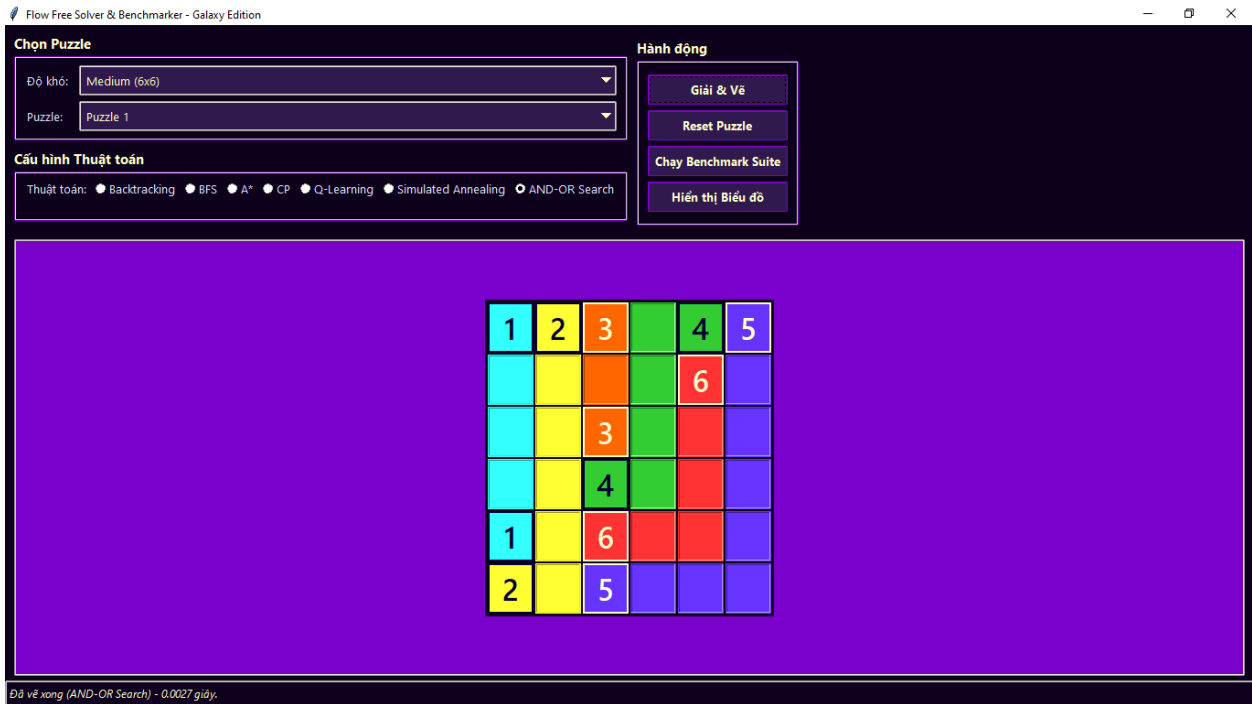 Flow Free Solver & Benchmarker - Galaxy Edition
Chọn Puzzle
Độ khó: Medium (6x6)
Puzzle: Puzzle 1
Cấu hình Thuật toán
Thuật toán: Backtracking BFS A* CP Q-Learning Simulated Annealing AND-OR Search
Hành động
Giải & Vẽ
Reset Puzzle
Chạy Benchmark Suite
Hiển thị Biểu đồ
1 2 3 4 5
6
3
4
1 6
2 5
Đã vẽ xong (AND-OR Search) - 0.0027 giây.